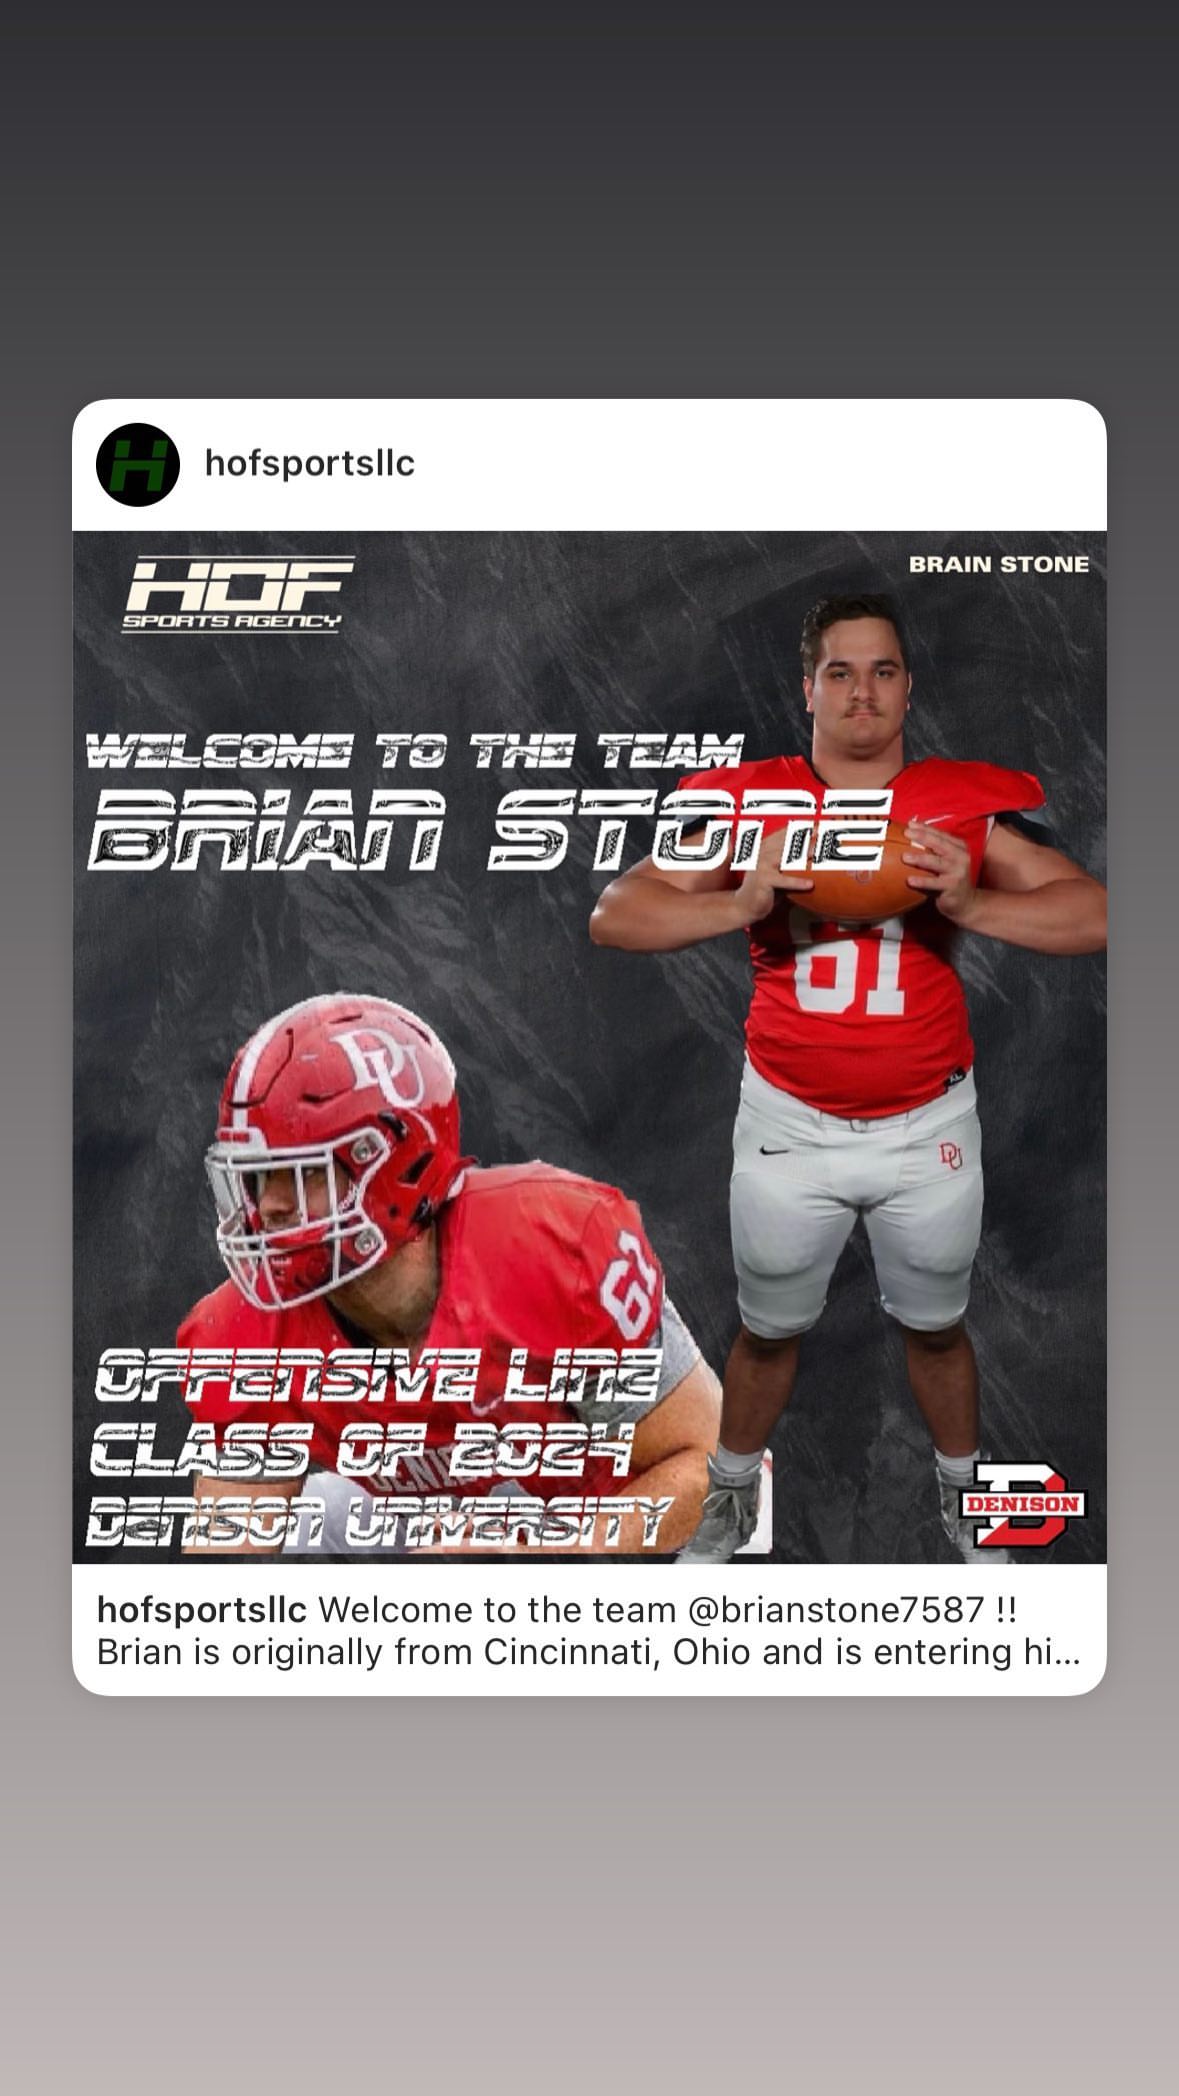 hofsportsllc
HOF
SPORTS AGENCY
BRAIN STONE
WELCOME TO THE TEAM
BRIAN STONE
61
DU
DU
61
OFFENSIVE LINE
CLASS OF 2024
DENISON UNIVERSITY
DENISON
hofsportsllc Welcome to the team @brianstone7587 !!
Brian is originally from Cincinnati, Ohio and is entering hi...